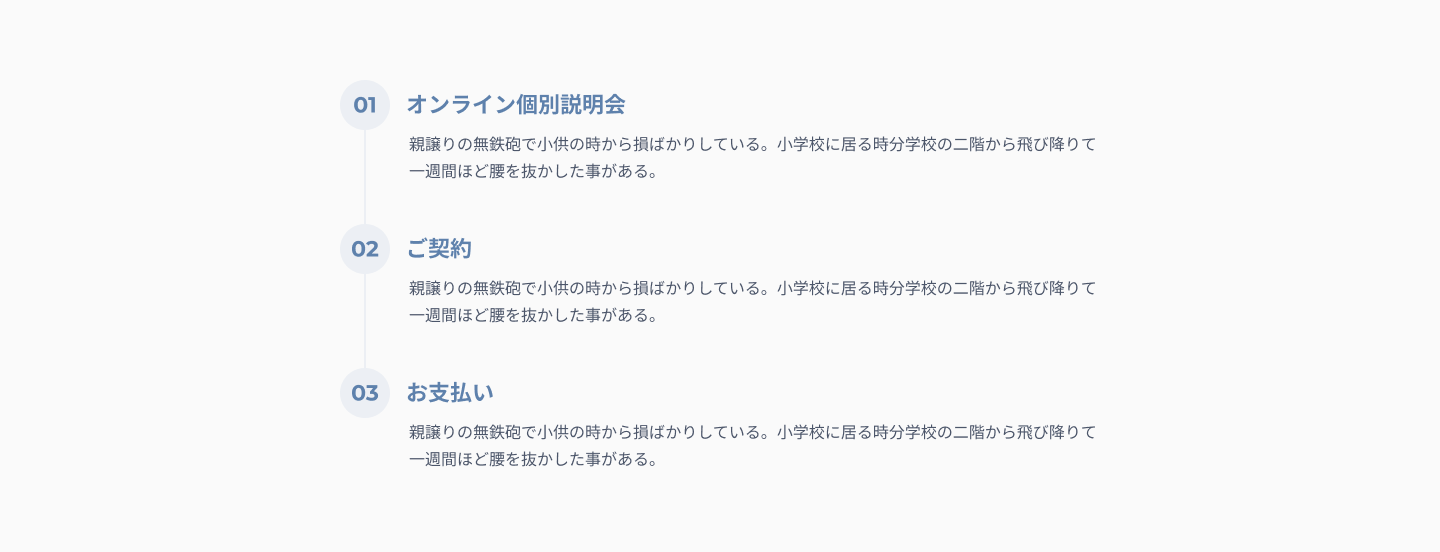 01 オンライン個別説明会
親譲りの無鉄砲で小供の時から損ばかりしている。小学校に居る時分学校の二階から飛び降りて
一週間ほど腰を抜かした事がある。
02 ご契約
親譲りの無鉄砲で小供の時から損ばかりしている。小学校に居る時分学校の二階から飛び降りて
一週間ほど腰を抜かした事がある。
03 お支払い
親譲りの無鉄砲で小供の時から損ばかりしている。小学校に居る時分学校の二階から飛び降りて
一週間ほど腰を抜かした事がある。